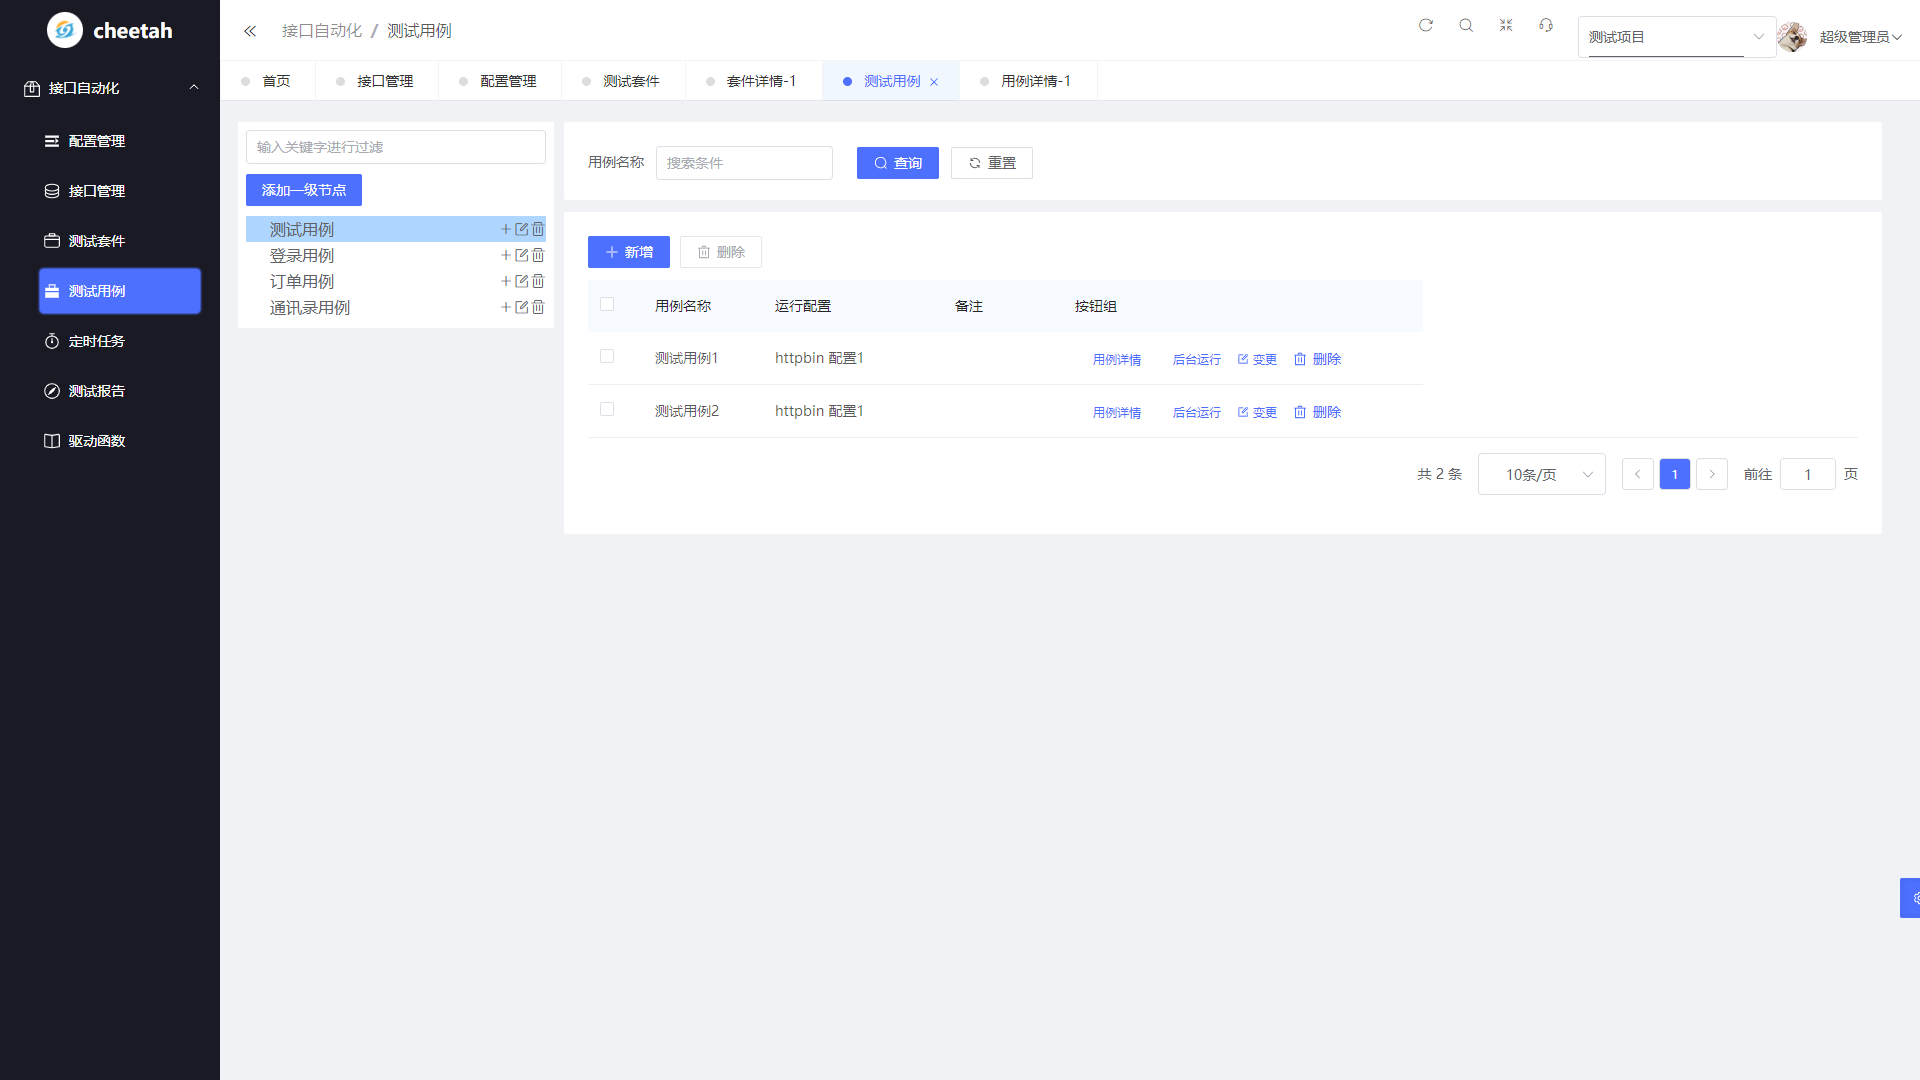 cheetah
接口自动化
配置管理
接口管理
测试套件
测试用例
定时任务
测试报告
驱动函数
接口自动化 / 测试用例
测试项目
超级管理员
首页
接口管理
配置管理
测试套件
套件详情-1
测试用例
用例详情-1
输入关键字进行过滤
添加一级节点
测试用例
登录用例
订单用例
通讯录用例
用例名称 搜索条件 查询 重置
新增 删除
用例名称 运行配置 备注 按钮组
测试用例1 httpbin 配置1 用例详情 后台运行 变更 删除
测试用例2 httpbin 配置1 用例详情 后台运行 变更 删除
共 2 条 10条/页 1 前往 1 页